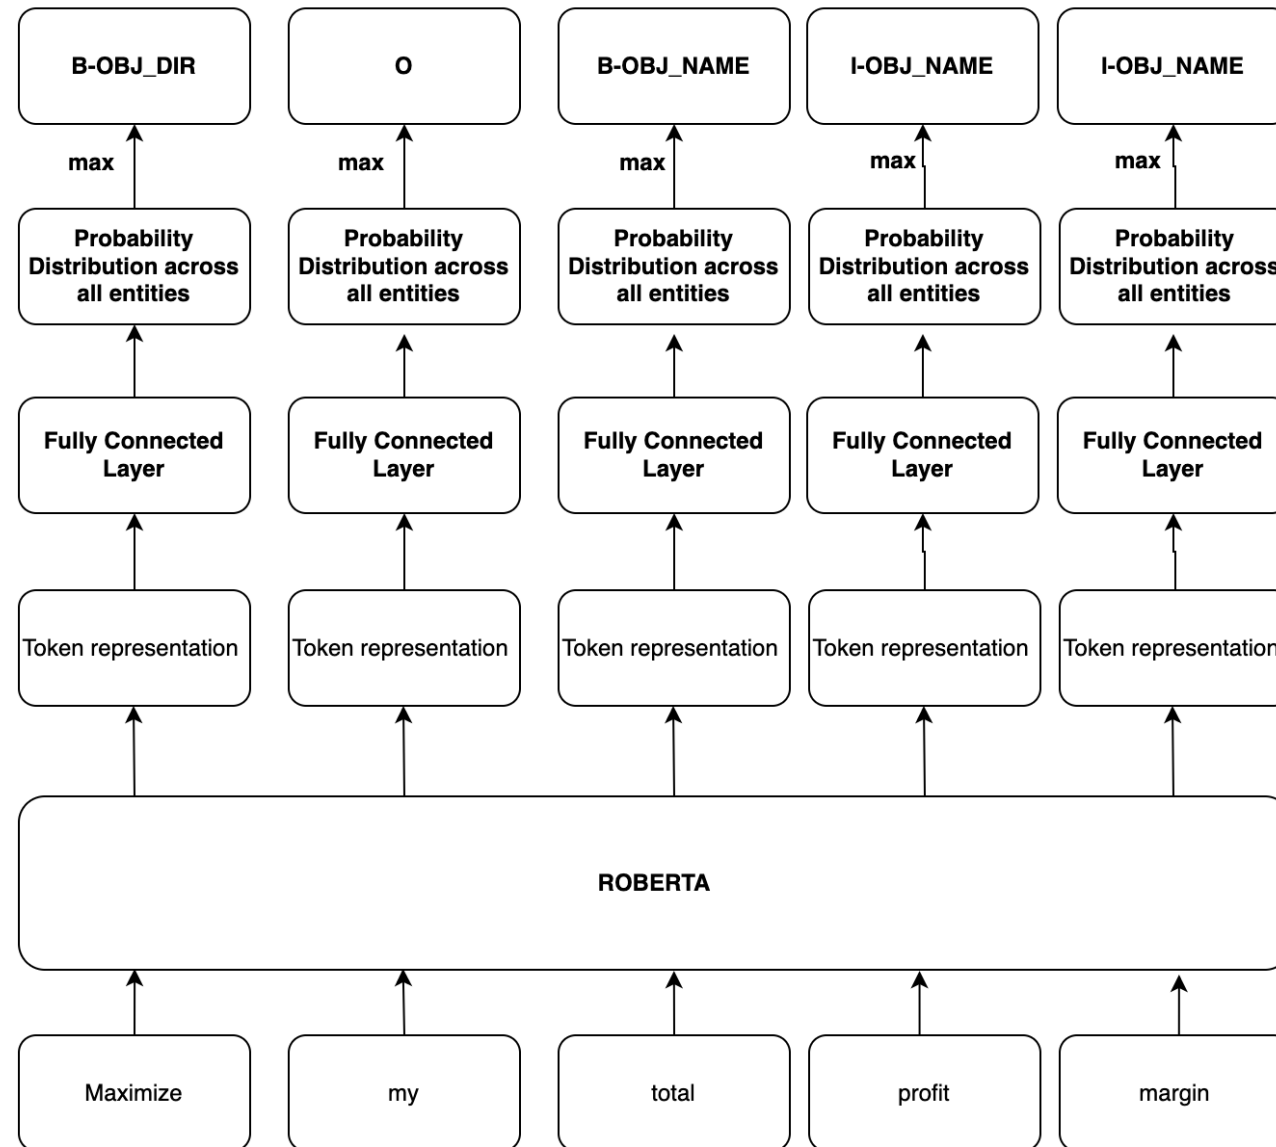 B-OBJ_DIR O B-OBJ_NAME I-OBJ_NAME I-OBJ_NAME
max max max max max
Probability Probability Probability Probability Probability
Distribution across Distribution across Distribution across Distribution across Distribution across
all entities all entities all entities all entities all entities
Fully Connected Fully Connected Fully Connected Fully Connected Fully Connected
Layer Layer Layer Layer Layer
Token representation Token representation Token representation Token representation Token representation
ROBERTA
Maximize my total profit margin